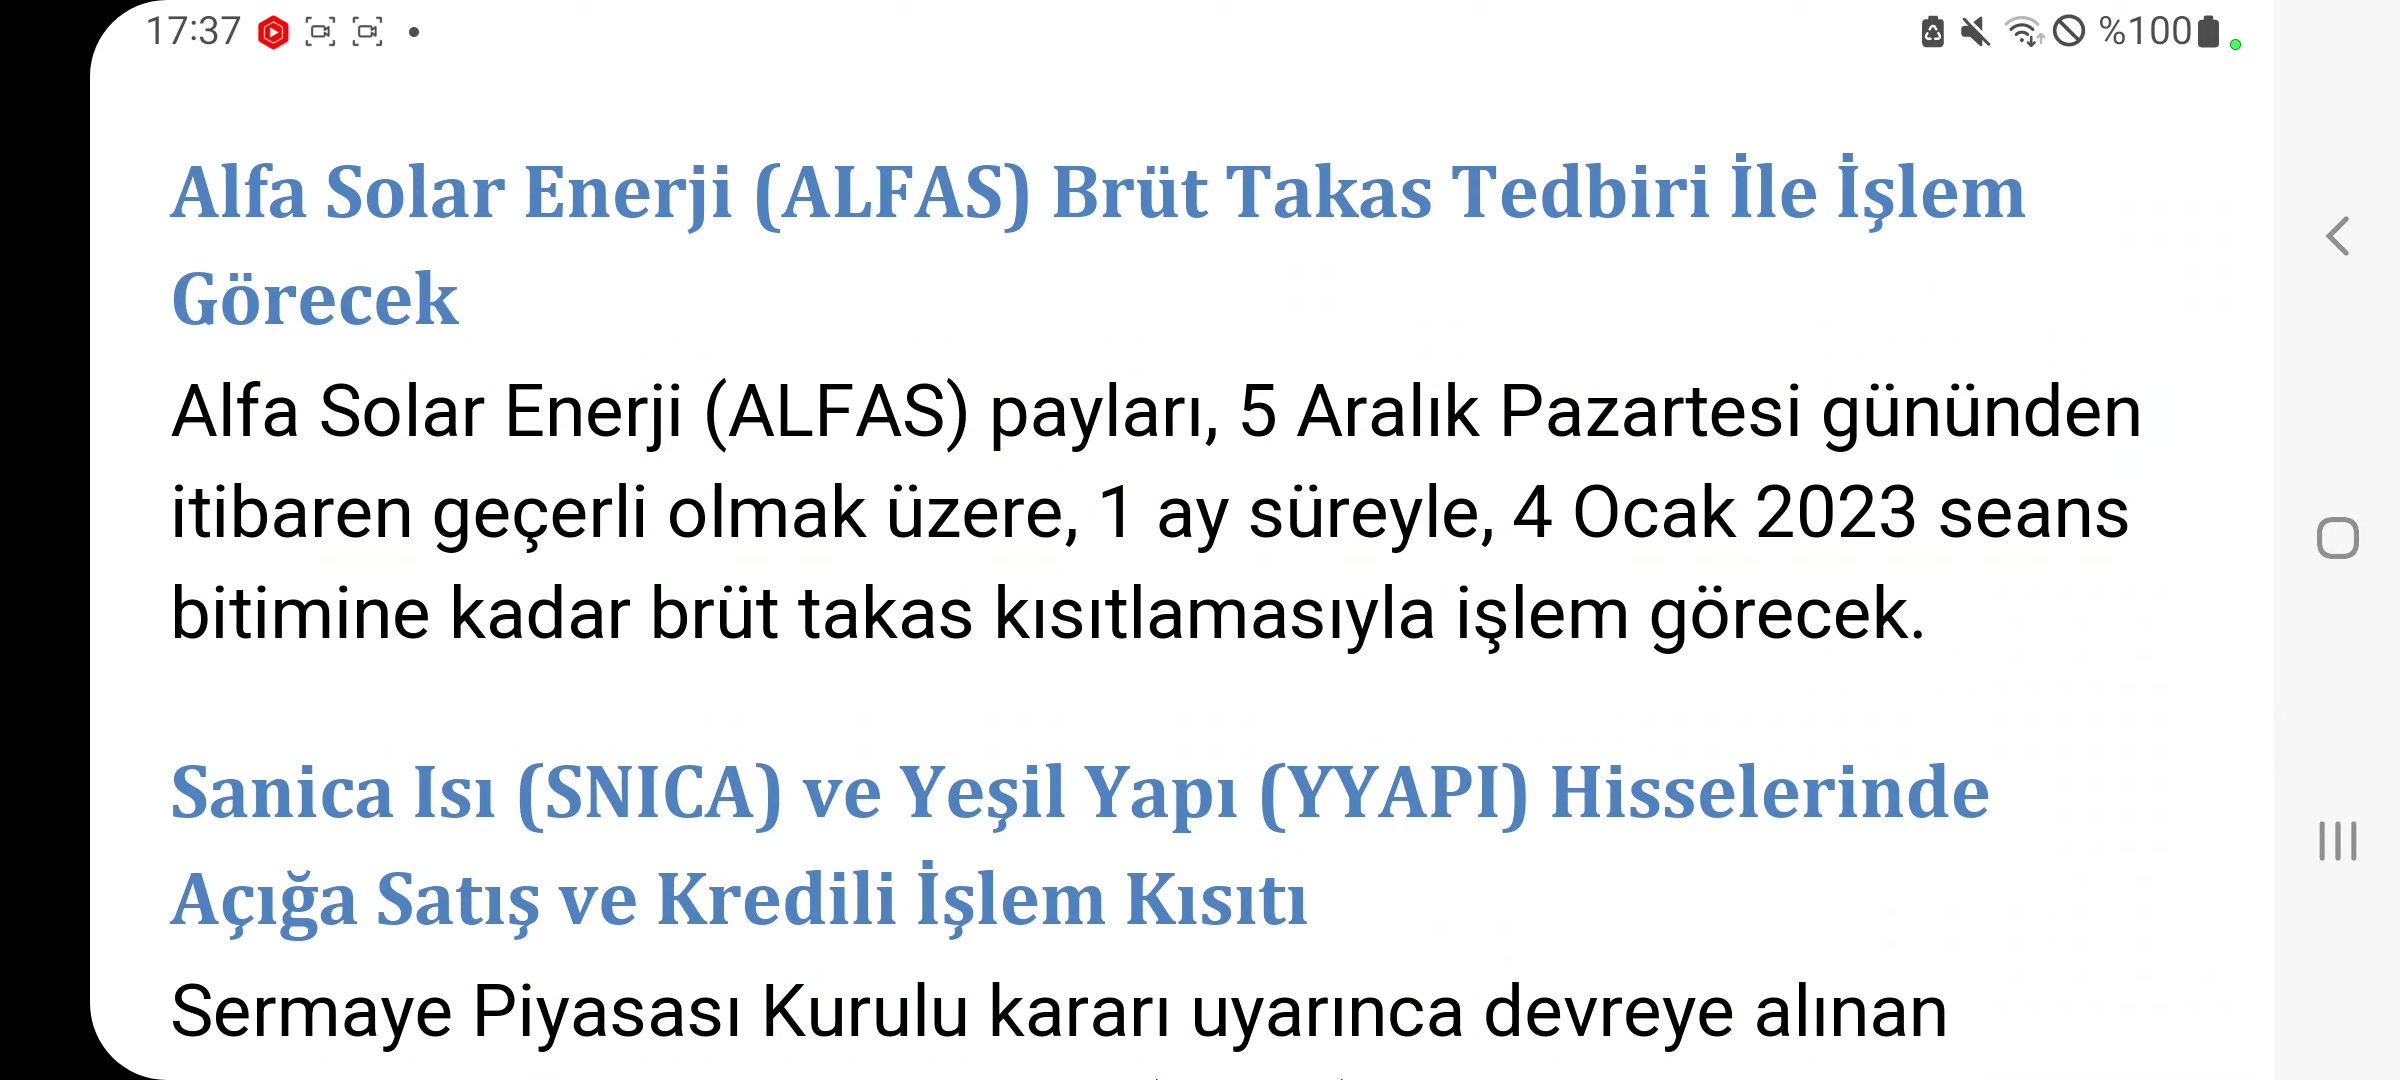 17:37 %100
Alfa Solar Enerji (ALFAS) Brüt Takas Tedbiri İle İşlem
Görecek
Alfa Solar Enerji (ALFAS) payları, 5 Aralık Pazartesi gününden
itibaren geçerli olmak üzere, 1 ay süreyle, 4 Ocak 2023 seans
bitimine kadar brüt takas kısıtlamasıyla işlem görecek.
Sanica Isı (SNICA) ve Yeşil Yapı (YYAPI) Hisselerinde
Açığa Satış ve Kredili İşlem Kısıtı
Sermaye Piyasası Kurulu kararı uyarınca devreye alınan